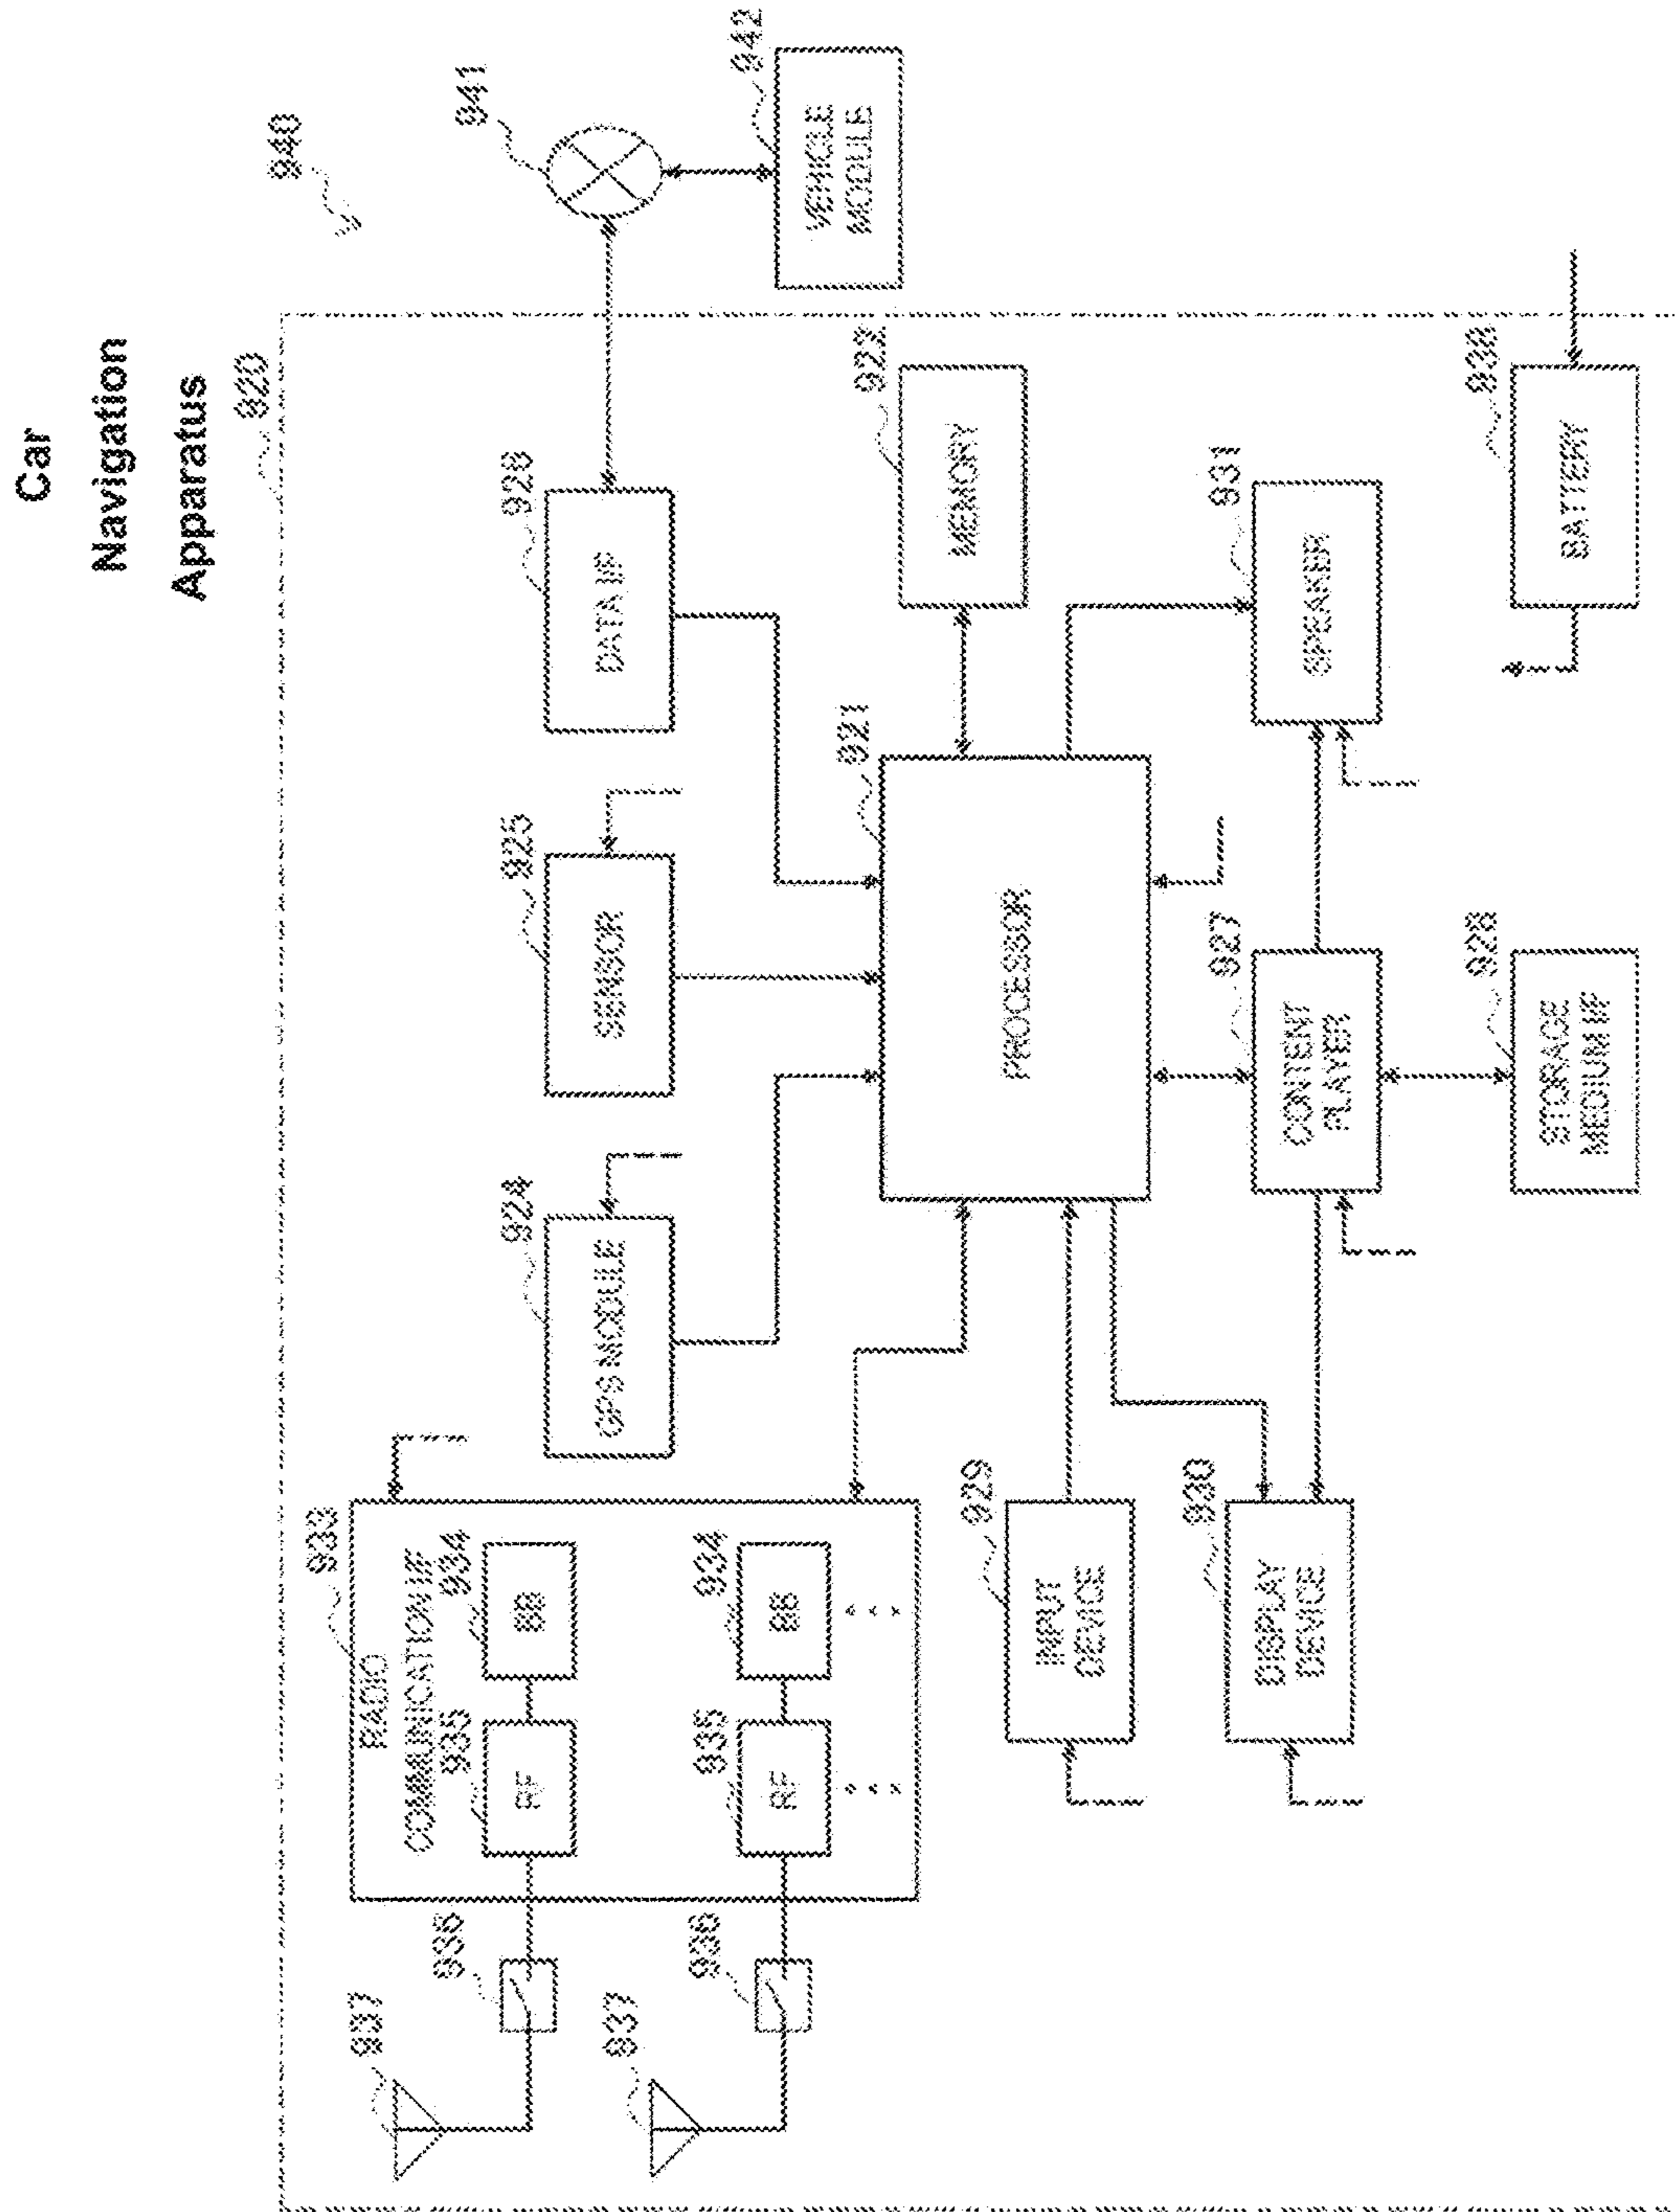 Car
Navigation
Apparatus
920
940
933
RADIO
COMMUNICATION I/F
937
936
935
934
RF
BB
937
936
935
934
RF
BB
924
GPS MODULE
925
SENSOR
926
DATA I/F
941
942
VEHICLE
MODULE
921
PROCESSOR
922
MEMORY
929
INPUT
DEVICE
930
DISPLAY
DEVICE
927
CONTENT
PLAYER
931
SPEAKER
928
STORAGE
MEDIUM I/F
938
BATTERY